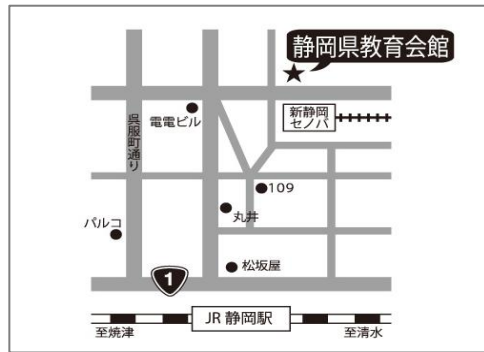 静岡県教育会館
新静岡
セノバ
電電ビル
呉服町通り
109
丸井
パルコ
松坂屋
1
JR 静岡駅
至焼津
至清水